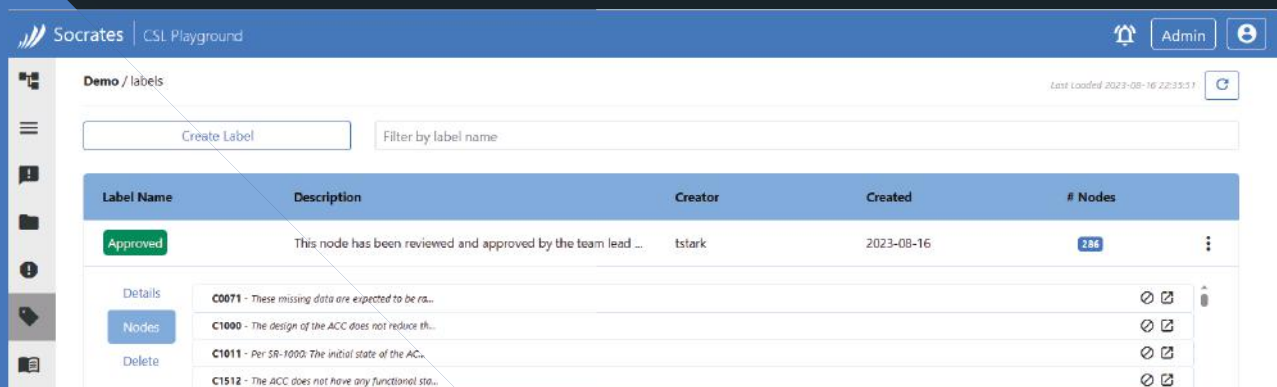 Socrates | CSL Playground
Admin
Demo / labels
Last Loaded 2023-08-16 22:35:51
Create Label
Filter by label name
Label Name Description Creator Created # Nodes
Approved This node has been reviewed and approved by the team lead ... tstark 2023-08-16 286
Details
Nodes
Delete
C0071 - These missing data are expected to be ra...
C1000 - The design of the ACC does not reduce th...
C1011 - Per SR-1000: The initial state of the AC...
C1512 - The ACC does not have any functional sta...